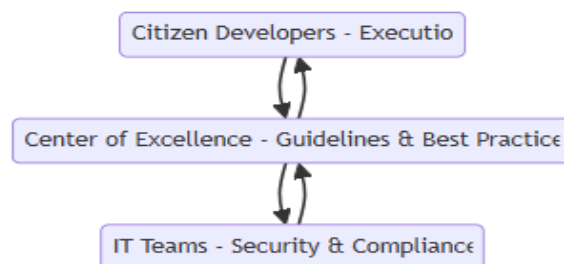 Citizen Developers - Executio
Center of Excellence - Guidelines & Best Practice
IT Teams - Security & Compliance